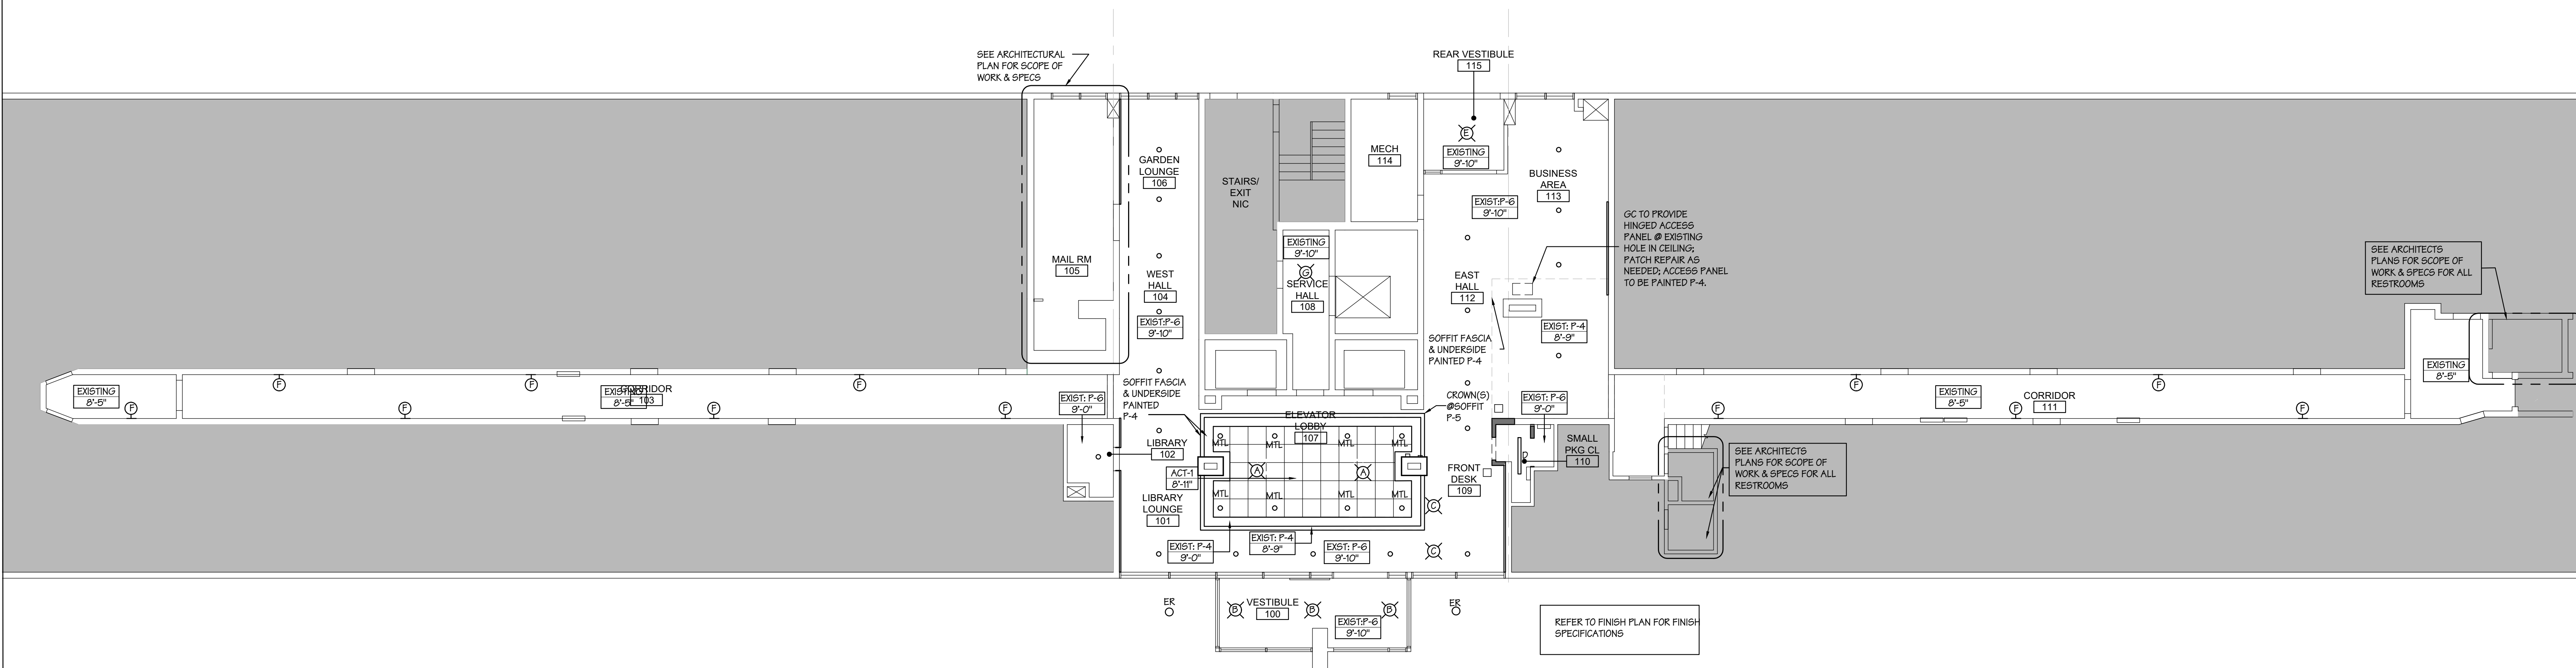 SEE ARCHITECTURAL
PLAN FOR SCOPE OF
WORK & SPECS
REAR VESTIBULE
115
E
EXISTING
9'-10"
GARDEN
LOUNGE
106
STAIRS/
EXIT
NIC
MECH
114
BUSINESS
AREA
113
EXIST:P-6
9'-10"
GC TO PROVIDE
HINGED ACCESS
PANEL @ EXISTING
HOLE IN CEILING;
PATCH REPAIR AS
NEEDED; ACCESS PANEL
TO BE PAINTED P-4.
SEE ARCHITECTS
PLANS FOR SCOPE OF
WORK & SPECS FOR ALL
RESTROOMS
MAIL RM
105
WEST
HALL
104
EXIST:P-6
9'-10"
EXISTING
9'-10"
G
SERVICE
HALL
108
EAST
HALL
112
SOFFIT FASCIA
& UNDERSIDE
PAINTED P-4
EXIST: P-4
8'-9"
EXISTING
8'-5"
F
F
F
F
EXISTING
8'-5"
CORRIDOR
103
F
F
F
EXIST: P-6
9'-0"
SOFFIT FASCIA
& UNDERSIDE
PAINTED
P-4
CROWN(S)
@SOFFIT
P-5
EXIST: P-6
9'-0"
F
F
EXISTING
8'-5"
F
CORRIDOR
111
F
F
EXISTING
8'-5"
LIBRARY
102
ELEVATOR
LOBBY
107
MTL
MTL
MTL
MTL
ACT-1
8'-11"
A
A
MTL
MTL
MTL
MTL
SMALL
PKG CL
110
FRONT
DESK
109
C
C
SEE ARCHITECTS
PLANS FOR SCOPE OF
WORK & SPECS FOR ALL
RESTROOMS
LIBRARY
LOUNGE
101
EXIST: P-4
9'-0"
EXIST: P-4
8'-9"
EXIST: P-6
9'-10"
ER
B
VESTIBULE
100
B
B
ER
EXIST:P-6
9'-10"
REFER TO FINISH PLAN FOR FINISH
SPECIFICATIONS